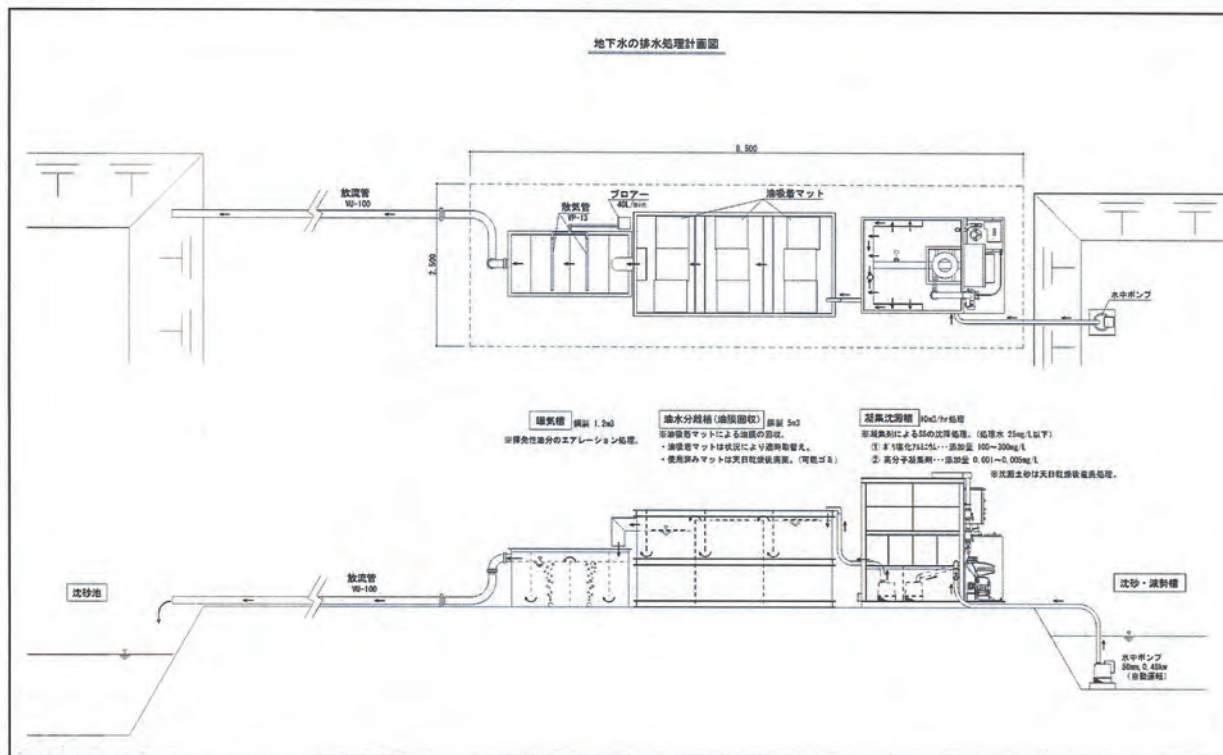 地下水の排水処理計画図
8.500
2.500
放流管
VU-100
散気管
VP-13
ブロアー
40L/min
油吸着マット
水中ポンプ
曝気槽 鋼製 1.2m3
※揮発性油分のエアレーション処理。
油水分離槽(油膜回収) 鋼製 5m3
※油吸着マットによる油膜の回収。
・油吸着マットは状況により適時取替え。
・使用済みマットは天日乾燥後
(可燃ゴミ)
凝集沈澱槽 10m3/hr処理
※凝集剤によるSSの沈降処理。(処理水 25mg/L以下)
① ポリ塩化アルミニウム・・・添加量 100～300mg/L
② 高分子凝集剤・・・添加量 0.001～0.005mg/L
※沈澱土砂は天日乾燥後
沈砂池
放流管
VU-100
沈砂・減勢槽
水中ポンプ
50mm,0.48kw
(自動運転)